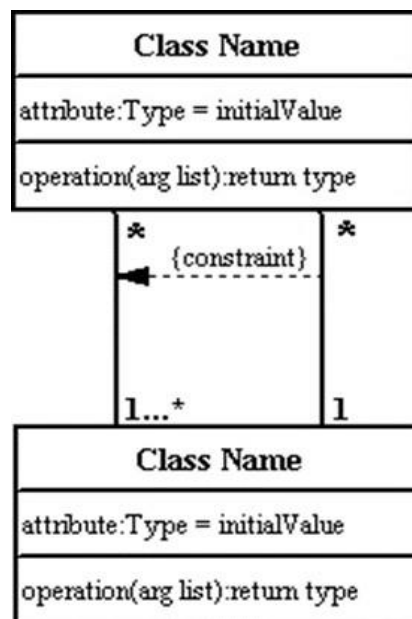 Class Name
attribute:Type = initialValue
operation(arg list):return type
* *
{constraint}
1...* 1
Class Name
attribute:Type = initialValue
operation(arg list):return type